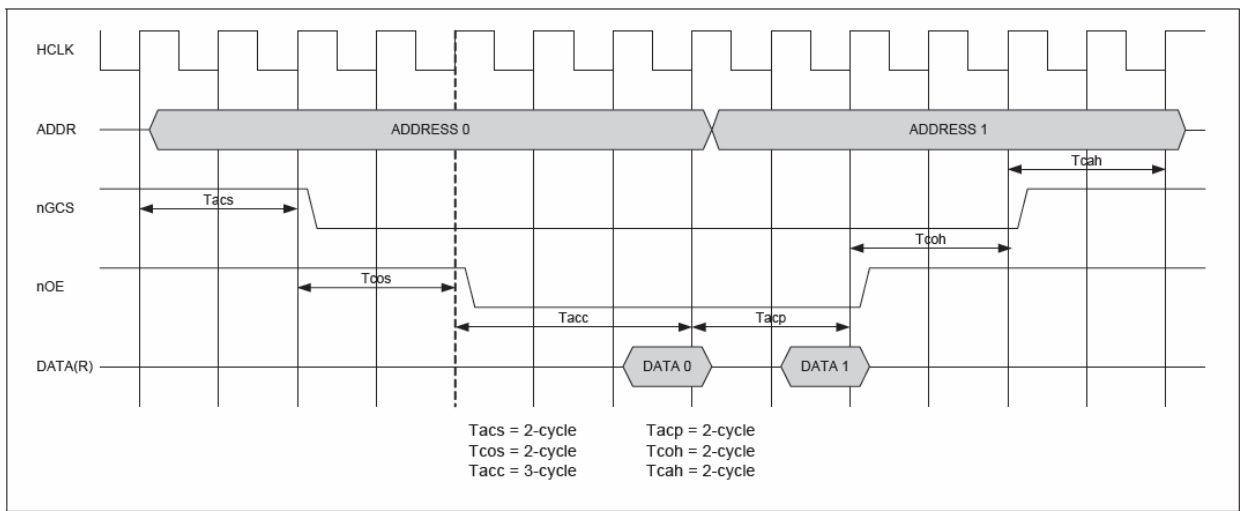 HCLK
ADDR
ADDRESS 0
ADDRESS 1
Tcah
nGCS
Tacs
Tcoh
nOE
Tcos
Tacc
Tacp
DATA(R)
DATA 0
DATA 1
Tacs = 2-cycle
Tacp = 2-cycle
Tcos = 2-cycle
Tcoh = 2-cycle
Tacc = 3-cycle
Tcah = 2-cycle